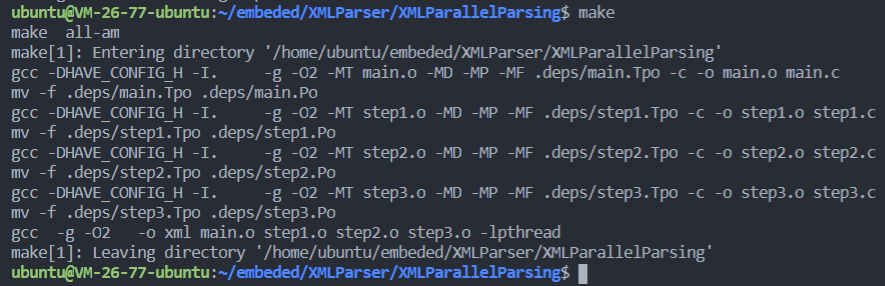 ubuntu@VM-26-77-ubuntu:~/embeded/XMLParser/XMLParallelParsing$ make
make  all-am
make[1]: Entering directory '/home/ubuntu/embeded/XMLParser/XMLParallelParsing'
gcc -DHAVE_CONFIG_H -I.     -g -O2 -MT main.o -MD -MP -MF .deps/main.Tpo -c -o main.o main.c
mv -f .deps/main.Tpo .deps/main.Po
gcc -DHAVE_CONFIG_H -I.     -g -O2 -MT step1.o -MD -MP -MF .deps/step1.Tpo -c -o step1.o step1.c
mv -f .deps/step1.Tpo .deps/step1.Po
gcc -DHAVE_CONFIG_H -I.     -g -O2 -MT step2.o -MD -MP -MF .deps/step2.Tpo -c -o step2.o step2.c
mv -f .deps/step2.Tpo .deps/step2.Po
gcc -DHAVE_CONFIG_H -I.     -g -O2 -MT step3.o -MD -MP -MF .deps/step3.Tpo -c -o step3.o step3.c
mv -f .deps/step3.Tpo .deps/step3.Po
gcc  -g -O2   -o xml main.o step1.o step2.o step3.o -lpthread
make[1]: Leaving directory '/home/ubuntu/embeded/XMLParser/XMLParallelParsing'
ubuntu@VM-26-77-ubuntu:~/embeded/XMLParser/XMLParallelParsing$